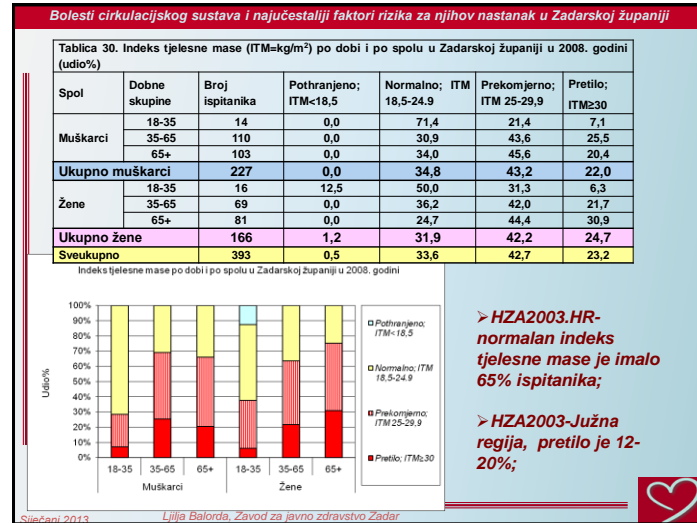 Bolesti cirkulacijskog sustava i najučestaliji faktori rizika za njihov nastanak u Zadarskoj županiji
Tablica 30. Indeks tjelesne mase (ITM=kg/m²) po dobi i po spolu u Zadarskoj županiji u 2008. godini
(udio%)
Spol Dobne skupine Broj ispitanika Pothranjeno; ITM<18,5 Normalno; ITM 18,5-24.9 Prekomjerno; ITM 25-29,9 Pretilo; ITM≥30
Muškarci 18-35 14 0,0 71,4 21,4 7,1
35-65 110 0,0 30,9 43,6 25,5
65+ 103 0,0 34,0 45,6 20,4
Ukupno muškarci 227 0,0 34,8 43,2 22,0
Žene 18-35 16 12,5 50,0 31,3 6,3
35-65 69 0,0 36,2 42,0 21,7
65+ 81 0,0 24,7 44,4 30,9
Ukupno žene 166 1,2 31,9 42,2 24,7
Sveukupno 393 0,5 33,6 42,7 23,2
Indeks tjelesne mase po dobi i po spolu u Zadarskoj županiji u 2008. godini
Udio%
100%
90%
80%
70%
60%
50%
40%
30%
20%
10%
0%
18-35 35-65 65+ 18-35 35-65 65+
Muškarci Žene
Pothranjeno;
ITM<18,5
Normalno; ITM
18,5-24.9
Prekomjerno;
ITM 25-29,9
Pretilo; ITM≥30
➢HZA2003.HR-
normalan indeks
tjelesne mase je imalo
65% ispitanika;
➢HZA2003-Južna
regija, pretilo je 12-
20%;
Siječanj 2013
Ljilja Balorda, Zavod za javno zdravstvo Zadar